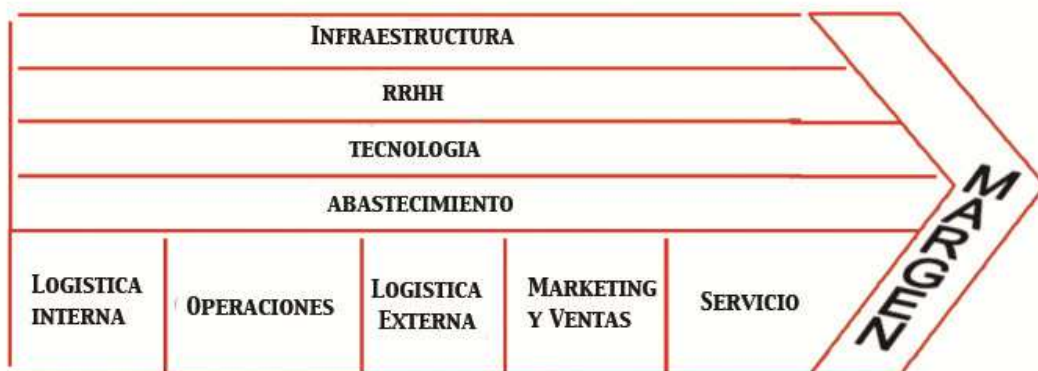 INFRAESTRUCTURA
RRHH
TECNOLOGIA
ABASTECIMIENTO
LOGISTICA
INTERNA
OPERACIONES
LOGISTICA
EXTERNA
MARKETING
Y VENTAS
SERVICIO
MARGEN